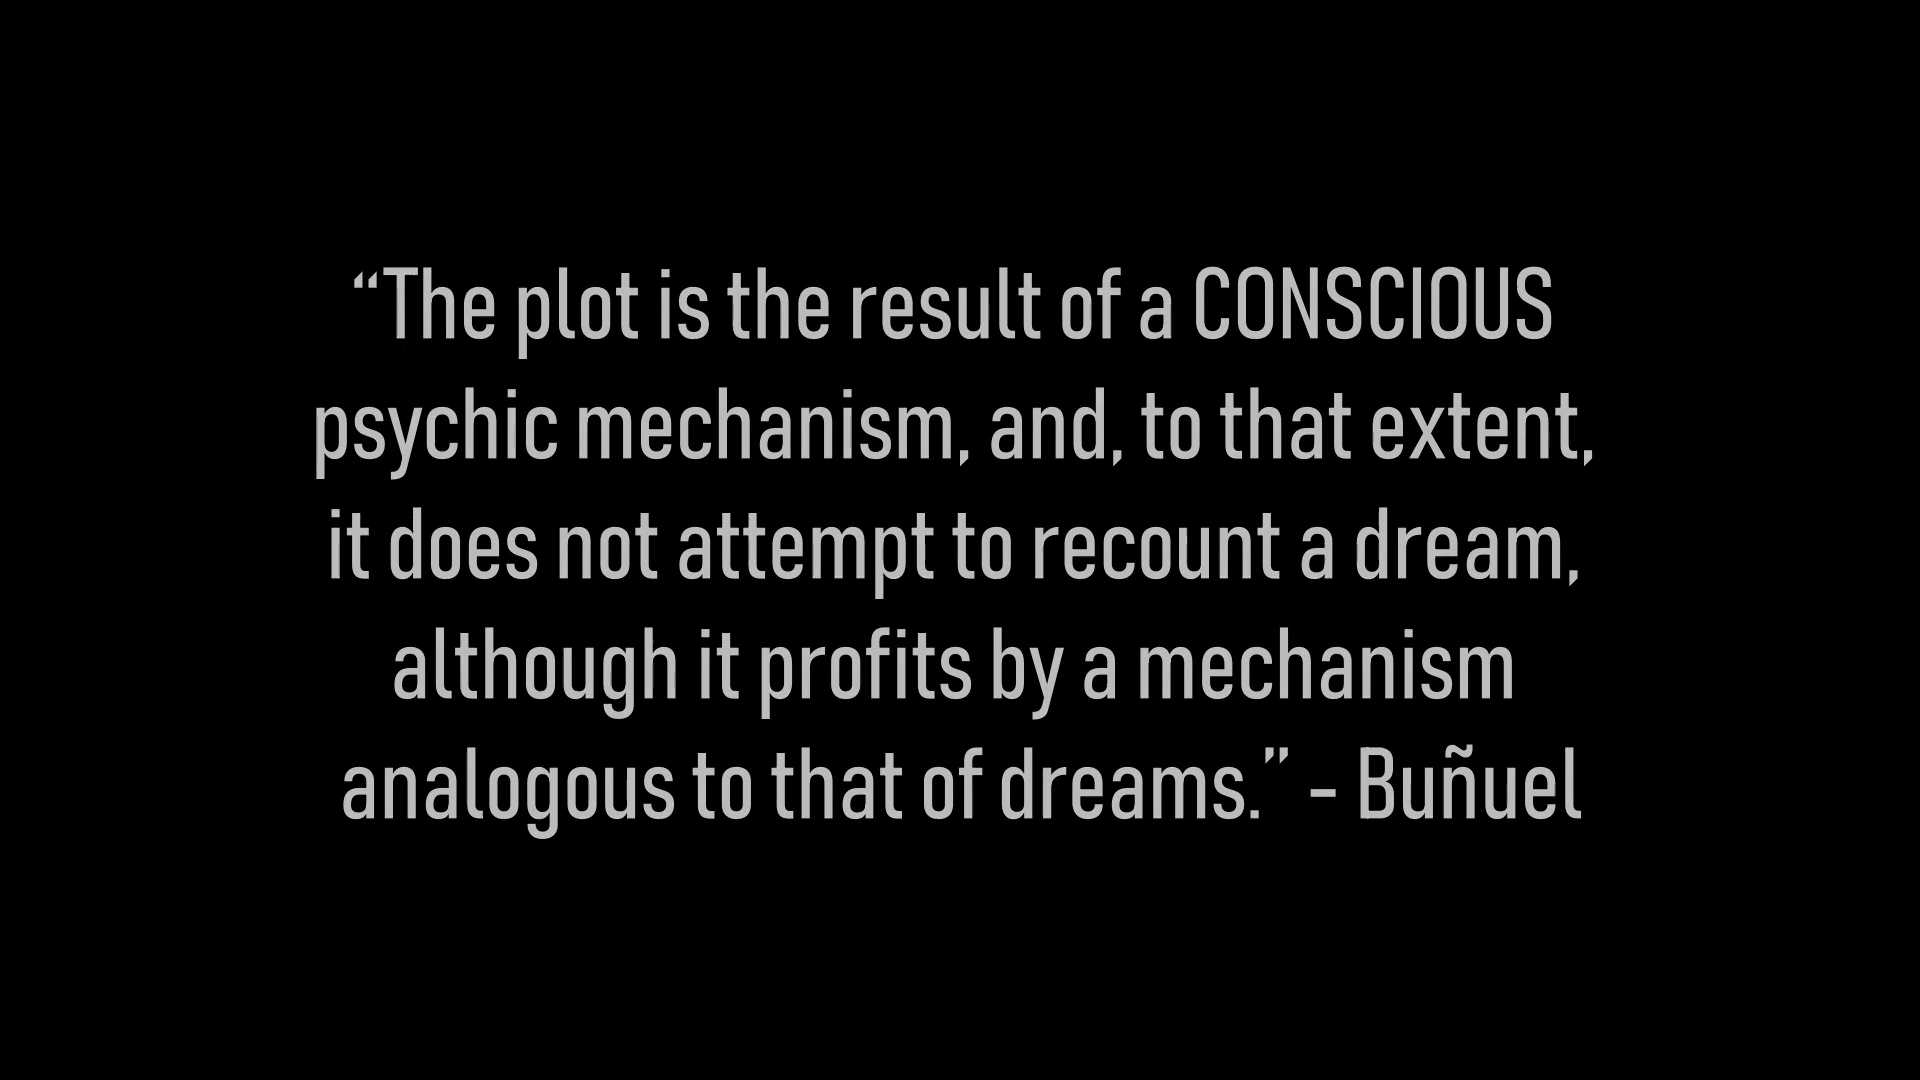 “The plot is the result of a CONSCIOUS
psychic mechanism, and, to that extent,
it does not attempt to recount a dream,
although it profits by a mechanism
analogous to that of dreams.” - Buñuel